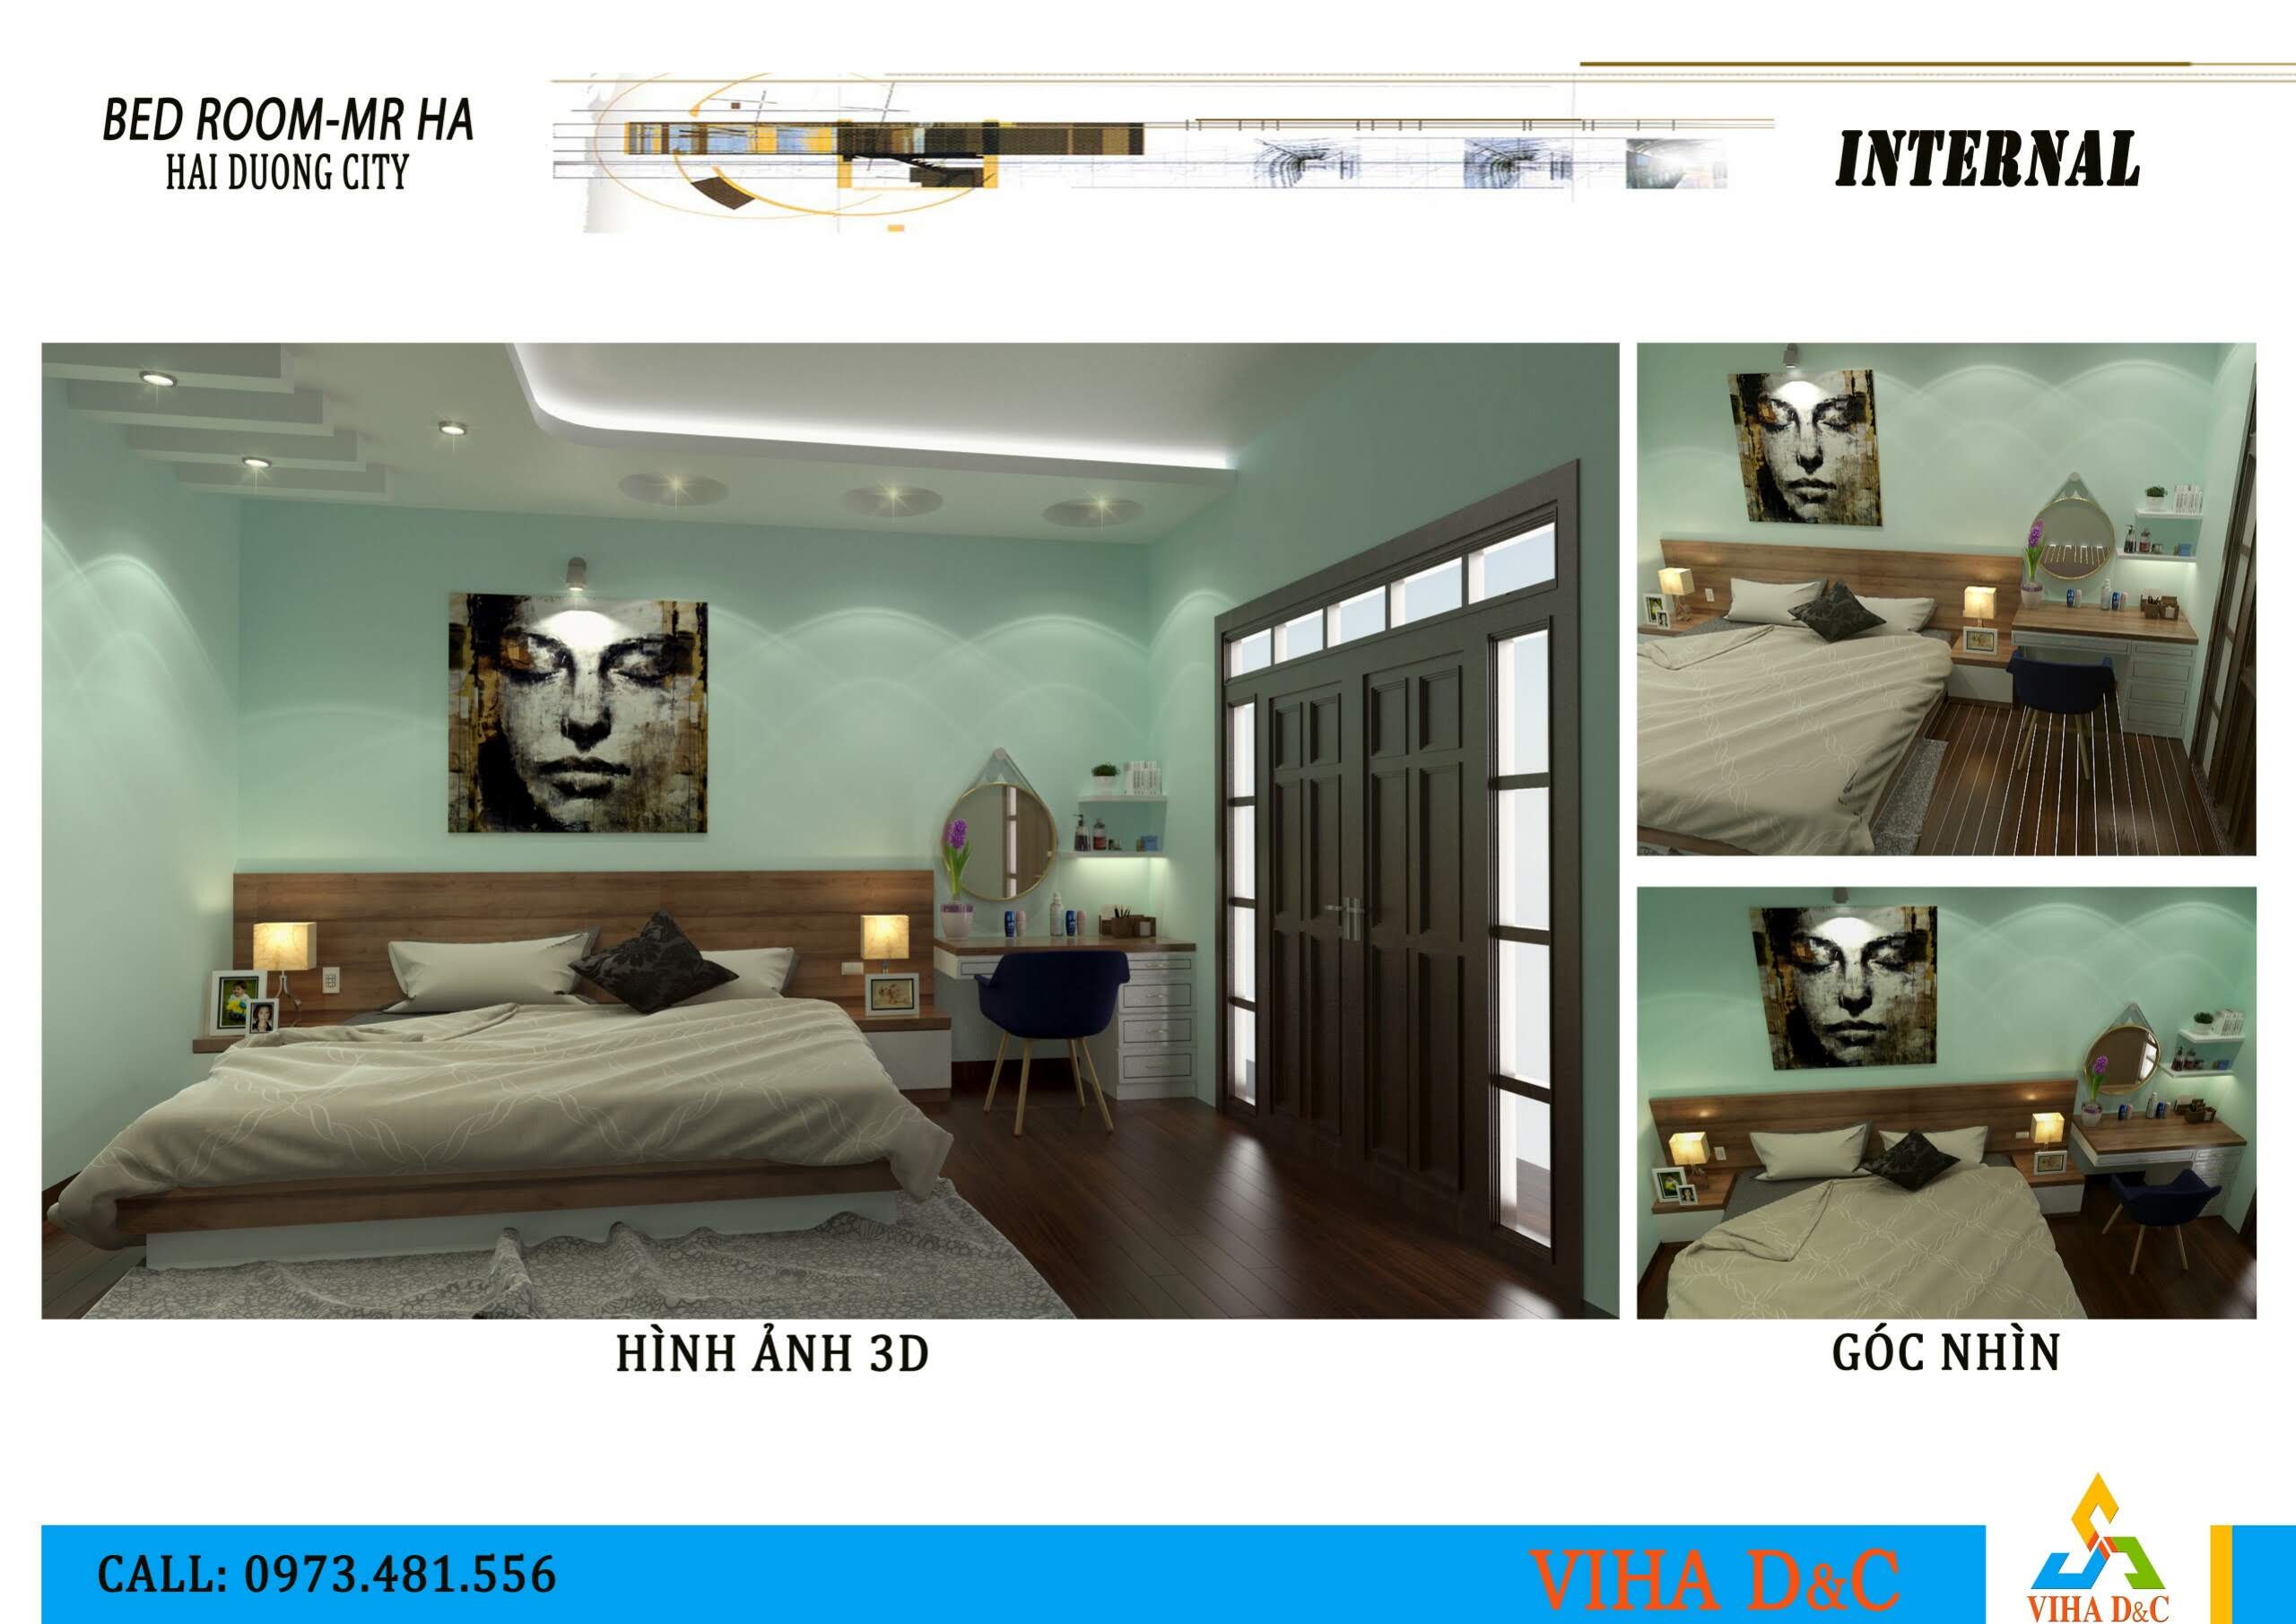 BED ROOM-MR HA
HAI DUONG CITY
INTERNAL
HÌNH ẢNH 3D
GÓC NHÌN
CALL: 0973.481.556
VIHA D&C
VIHA D&C